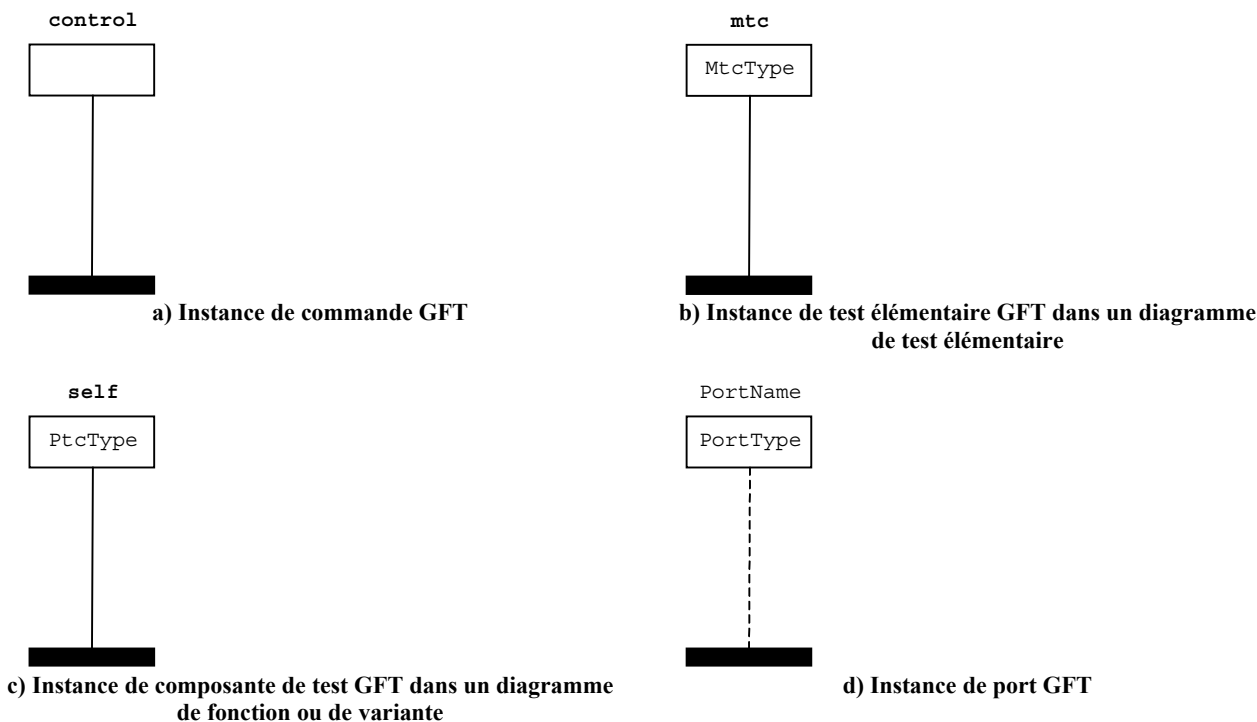 control
mtc
MtcType
a) Instance de commande GFT
b) Instance de test élémentaire GFT dans un diagramme
de test élémentaire
self
PtcType
PortName
PortType
c) Instance de composante de test GFT dans un diagramme
de fonction ou de variante
d) Instance de port GFT